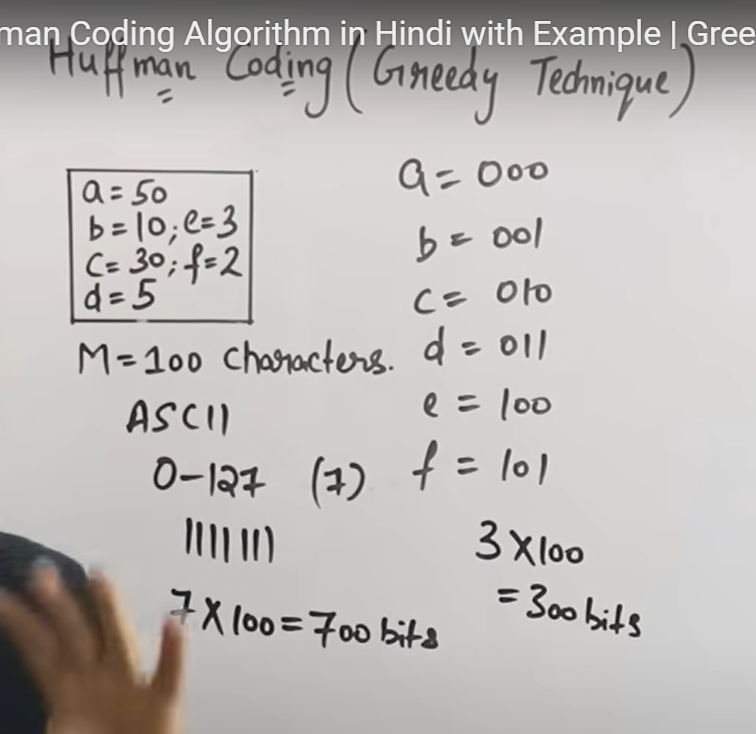 man Coding Algorithm in Hindi with Example | Gree
Huffman Coding (Greedy Technique)
a = 50
b = 10; e = 3
c = 30; f = 2
d = 5
M = 100 characters.
ASCII
0-127 (7)
1111111
7 X 100 = 700 bits
a = 000
b = 001
c = 010
d = 011
e = 100
f = 101
3 X 100
= 300 bits